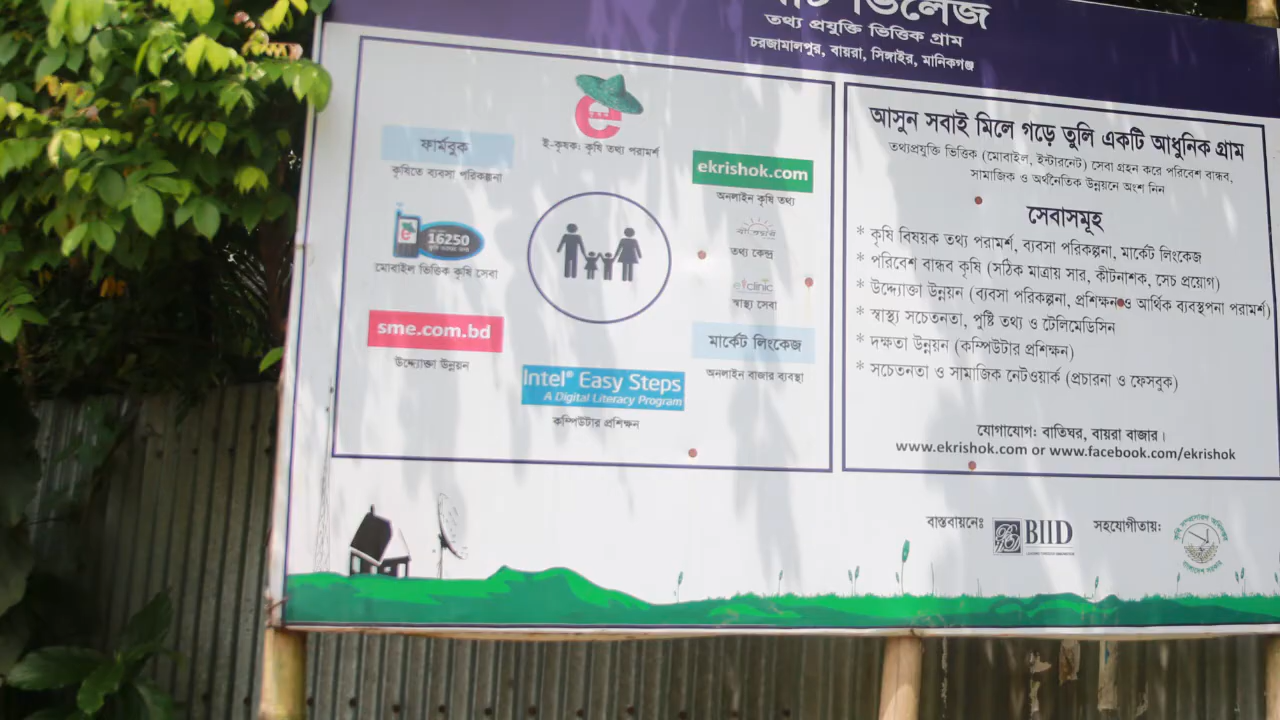 ভিলেজ
তথ্য প্রযুক্তি ভিত্তিক গ্রাম
চরজামালপুর, বায়রা, সিঙ্গাইর, মানিকগঞ্জ
ই-কৃষক: কৃষি তথ্য পরামর্শ
ফার্মবুক
কৃষিতে ব্যবসা পরিকল্পনা
ekrishok.com
অনলাইন কৃষি তথ্য
16250
মোবাইল ভিত্তিক কৃষি সেবা
তথ্য কেন্দ্র
clinic
স্বাস্থ্য সেবা
sme.com.bd
উদ্দ্যোক্তা উন্নয়ন
মার্কেট লিংকেজ
অনলাইন বাজার ব্যবস্থা
Intel® Easy Steps
A Digital Literacy Program
কম্পিউটার প্রশিক্ষন
আসুন সবাই মিলে গড়ে তুলি একটি আধুনিক গ্রাম
তথ্যপ্রযুক্তি ভিত্তিক (মোবাইল, ইন্টারনেট) সেবা গ্রহন করে পরিবেশ বান্ধব,
সামাজিক ও অর্থনৈতিক উন্নয়নে অংশ নিন
সেবাসমূহ
* কৃষি বিষয়ক তথ্য পরামর্শ, ব্যবসা পরিকল্পনা, মার্কেট লিংকেজ
* পরিবেশ বান্ধব কৃষি (সঠিক মাত্রায় সার, কীটনাশক, সেচ প্রয়োগ)
* উদ্দ্যোক্তা উন্নয়ন (ব্যবসা পরিকল্পনা, প্রশিক্ষন ও আর্থিক ব্যবস্থপনা পরামর্শ)
* স্বাস্থ্য সচেতনতা, পুষ্টি তথ্য ও টেলিমেডিসিন
* দক্ষতা উন্নয়ন (কম্পিউটার প্রশিক্ষন)
* সচেতনতা ও সামাজিক নেটওয়ার্ক (প্রচারনা ও ফেসবুক)
যোগাযোগ: বাতিঘর, বায়রা বাজার।
www.ekrishok.com or www.facebook.com/ekrishok
বাস্তবায়নেঃ
BIID
সহযোগীতায়: